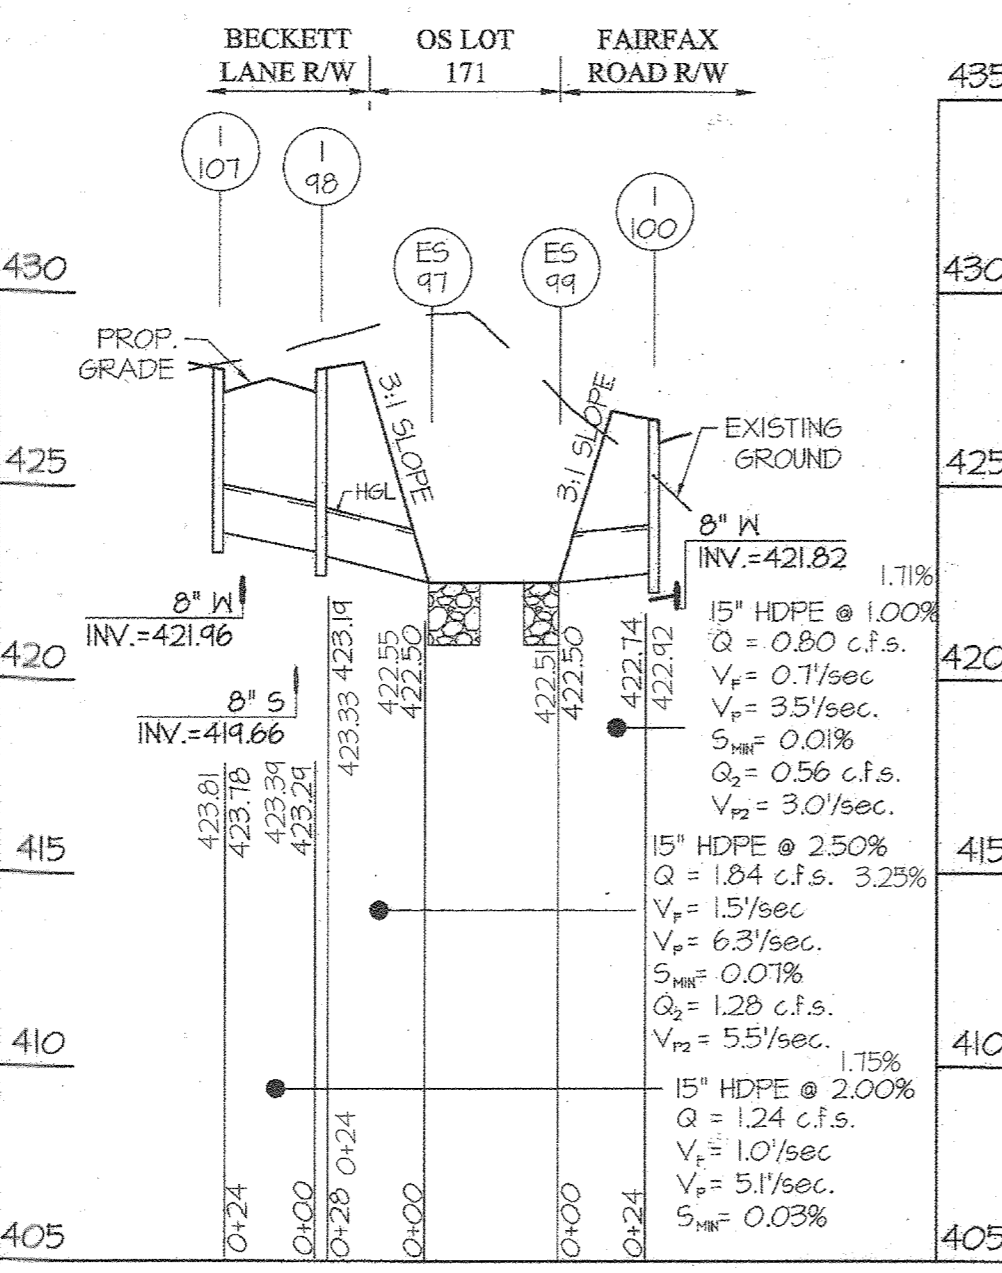 BECKETT
LANE R/W
OS LOT
171
FAIRFAX
ROAD R/W
435
I
107
I
98
ES
97
ES
99
I
100
430
430
PROP.
GRADE
3:1 SLOPE
3:1 SLOPE
EXISTING
GROUND
425
425
HGL
8" W
INV.=421.82
8" W
INV.=421.96
8" S
INV.=419.66
420
420
423.81
423.78
423.39
423.29
423.33 423.19
422.55
422.50
422.51
422.50
422.74
422.92
1.71%
15" HDPE @ 1.00%
Q = 0.80 c.f.s.
VF= 0.7'/sec
VP= 3.5'/sec.
SMIN= 0.01%
Q2= 0.56 c.f.s.
VP2= 3.0'/sec.
415
415
15" HDPE @ 2.50%
Q = 1.84 c.f.s. 3.25%
VF= 1.5'/sec
VP= 6.3'/sec.
SMIN= 0.07%
Q2= 1.28 c.f.s.
VP2= 5.5'/sec.
410
410
1.75%
15" HDPE @ 2.00%
Q = 1.24 c.f.s.
VF= 1.0'/sec
VP= 5.1'/sec.
SMIN= 0.03%
0+24
0+00
0+28 0+24
0+00
0+00
0+24
405
405